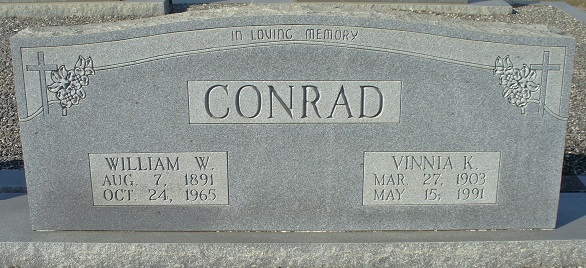 IN LOVING MEMORY
CONRAD
WILLIAM W.
AUG. 7, 1891
OCT. 24, 1965
VINNIA K.
MAR. 27, 1903
MAY 15, 1991